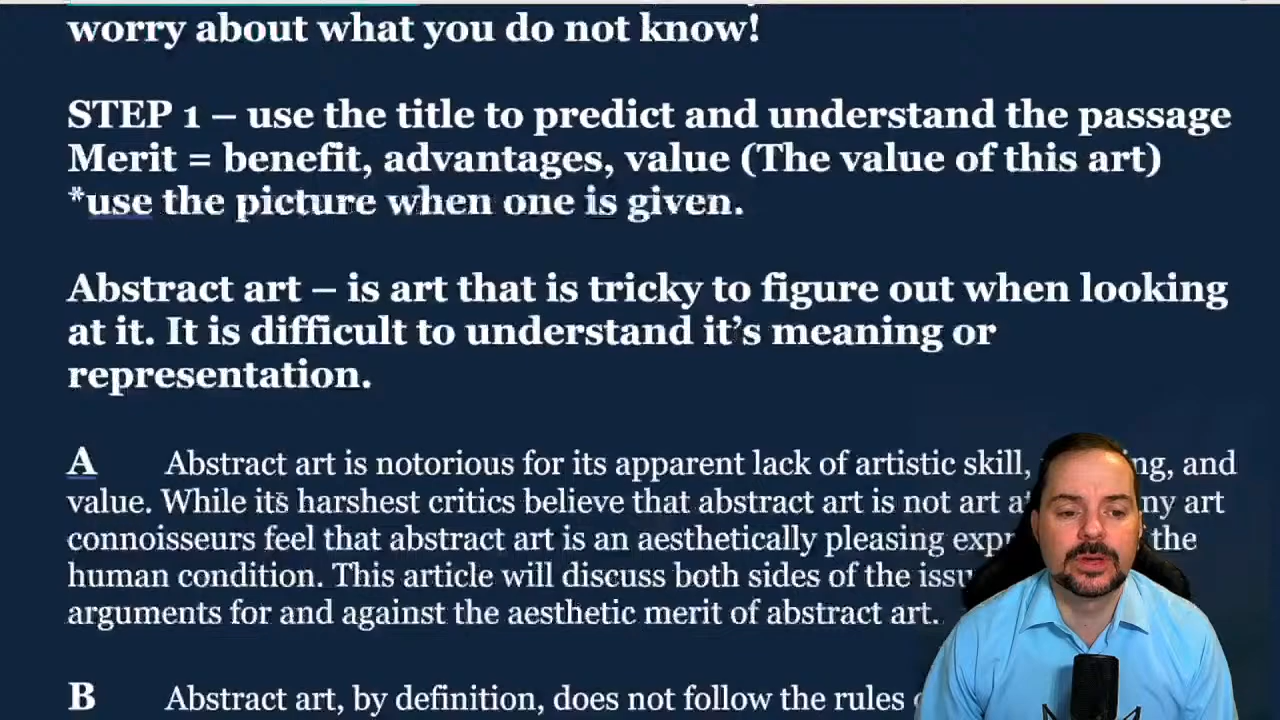 worry about what you do not know!
STEP 1 – use the title to predict and understand the passage
Merit = benefit, advantages, value (The value of this art)
*use the picture when one is given.
Abstract art – is art that is tricky to figure out when looking
at it. It is difficult to understand it’s meaning or
representation.
A Abstract art is notorious for its apparent lack of artistic skill, and
value. While its harshest critics believe that abstract art is not art art
connoisseurs feel that abstract art is an aesthetically pleasing the
human condition. This article will discuss both sides of the
arguments for and against the aesthetic merit of abstract art.
B Abstract art, by definition, does not follow the rules